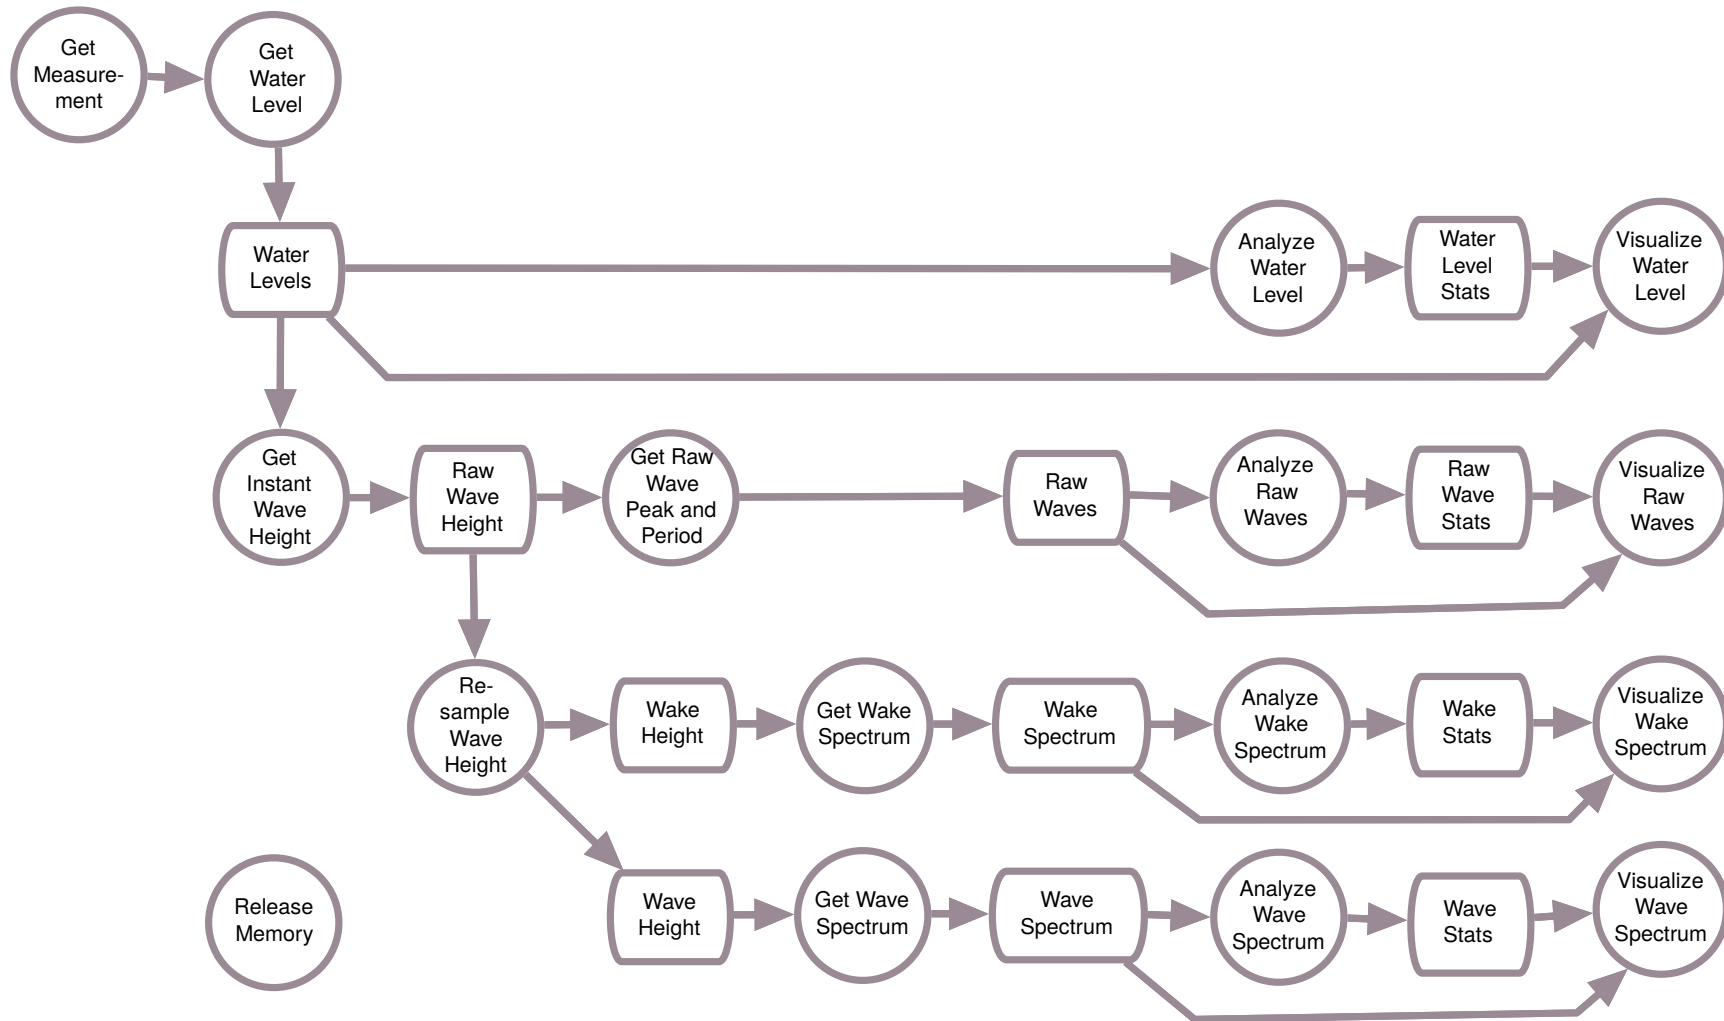 Get
Measure-
ment
Get
Water
Level
Water
Levels
Analyze
Water
Level
Water
Level
Stats
Visualize
Water
Level
Get
Instant
Wave
Height
Raw
Wave
Height
Get Raw
Wave
Peak and
Period
Raw
Waves
Analyze
Raw
Waves
Raw
Wave
Stats
Visualize
Raw
Waves
Re-
sample
Wave
Height
Wake
Height
Get Wake
Spectrum
Wake
Spectrum
Analyze
Wake
Spectrum
Wake
Stats
Visualize
Wake
Spectrum
Release
Memory
Wave
Height
Get Wave
Spectrum
Wave
Spectrum
Analyze
Wave
Spectrum
Wave
Stats
Visualize
Wave
Spectrum